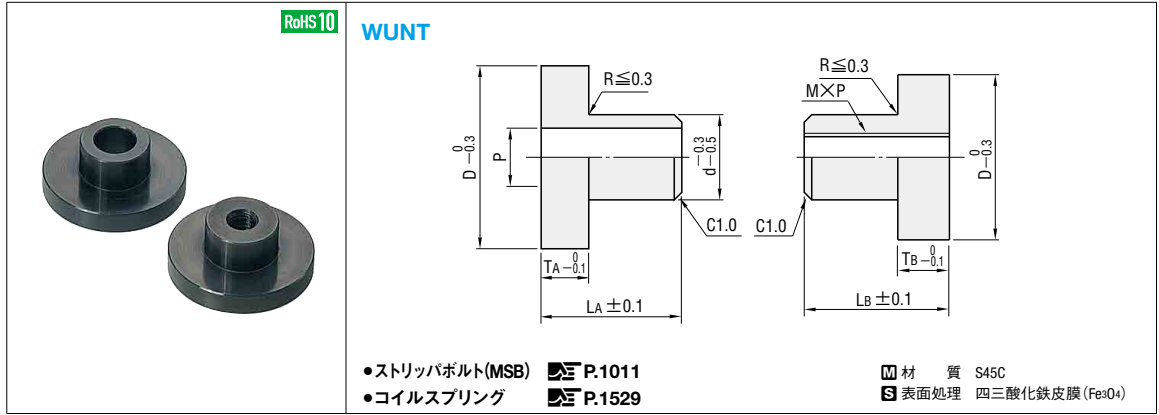 RoHS10
WUNT
R≦0.3
D 0 −0.3
P
d −0.3 −0.5
C1.0
TA 0 −0.1
LA ±0.1
R≦0.3
M×P
D 0 −0.3
C1.0
TB 0 −0.1
LB ±0.1
●ストリッパボルト(MSB) P.1011
●コイルスプリング P.1529
M 材 質 S45C
S 表面処理 四三酸化鉄皮膜(Fe3O4)